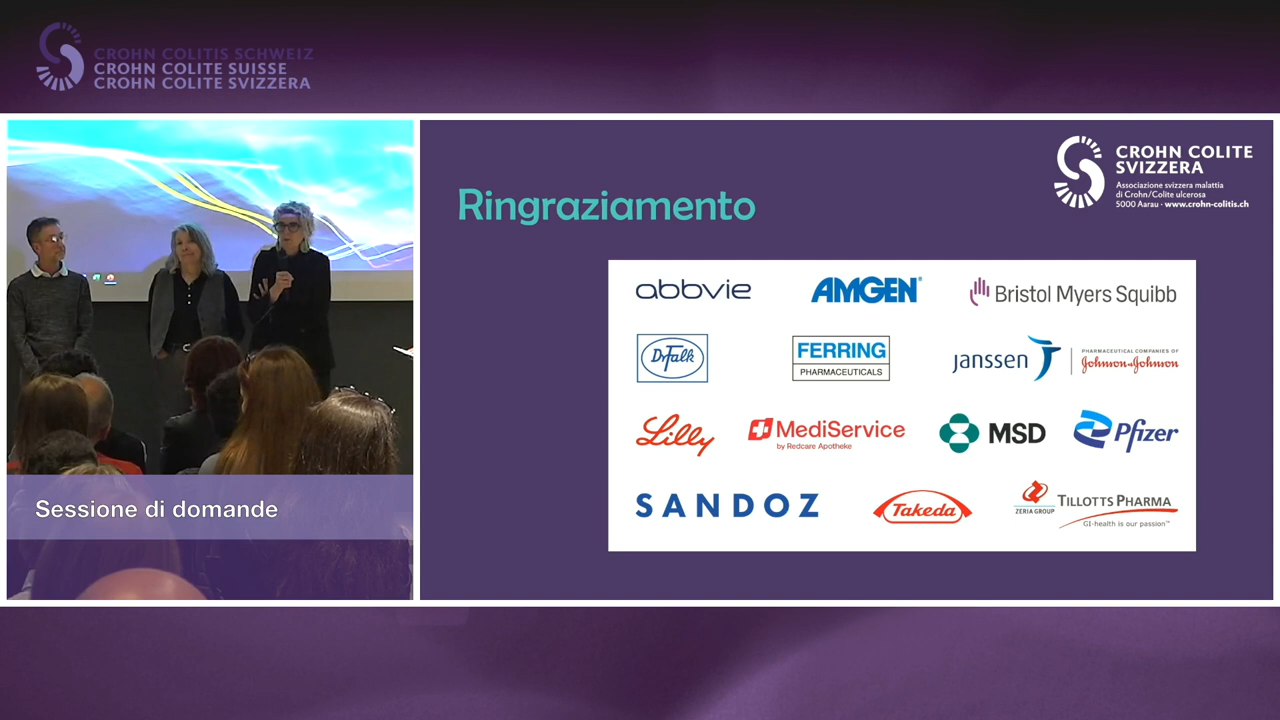 CROHN COLITIS SCHWEIZ
CROHN COLITE SUISSE
CROHN COLITE SVIZZERA
CROHN COLITE
SVIZZERA
Associazione svizzera malattia
di Crohn/Colite ulcerosa
5000 Aarau · www.crohn-colitis.ch
Ringraziamento
abbvie
AMGEN®
Bristol Myers Squibb
Dr Falk
FERRING
PHARMACEUTICALS
janssen
PHARMACEUTICAL COMPANIES OF
Johnson & Johnson
Lilly
MediService
by Redcare Apotheke
MSD
Pfizer
SANDOZ
Takeda
ZERIA GROUP
TILLOTTS PHARMA
GI-health is our passion™
Sessione di domande